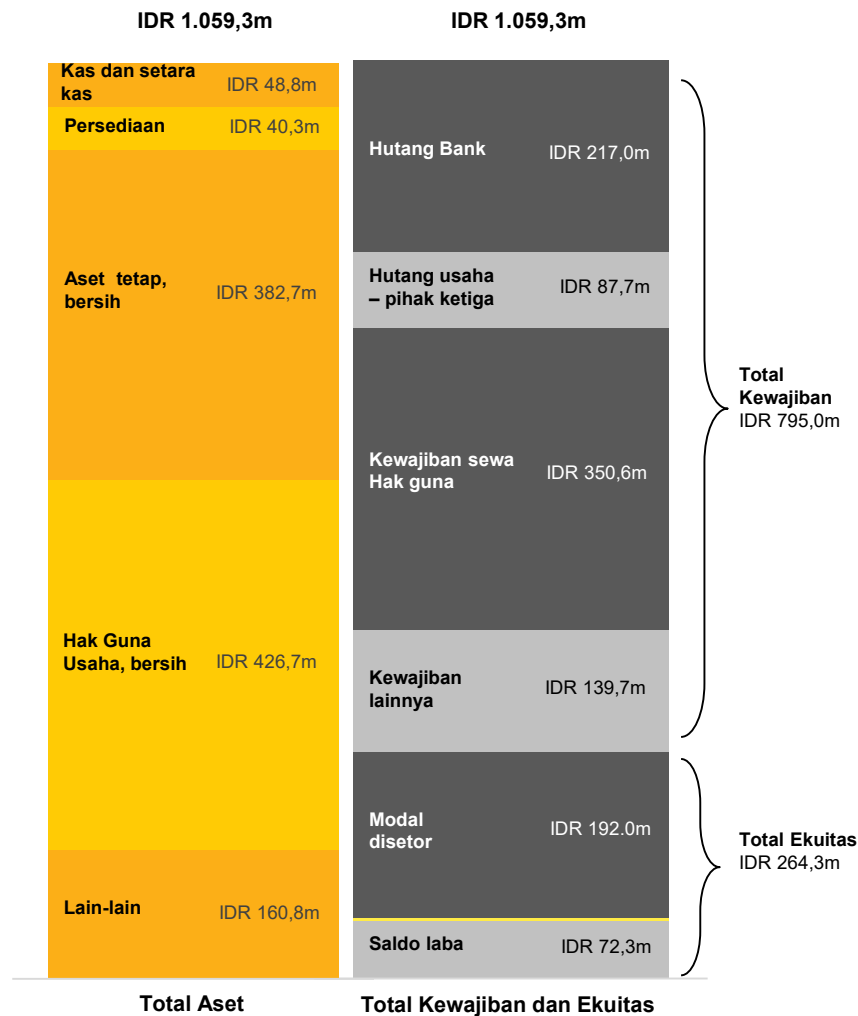 IDR 1.059,3m
IDR 1.059,3m
Kas dan setara
kas
IDR 48,8m
Persediaan
IDR 40,3m
Aset tetap,
bersih
IDR 382,7m
Hak Guna
Usaha, bersih
IDR 426,7m
Lain-lain
IDR 160,8m
Hutang Bank
IDR 217,0m
Hutang usaha
– pihak ketiga
IDR 87,7m
Kewajiban sewa
Hak guna
IDR 350,6m
Kewajiban
lainnya
IDR 139,7m
Modal
disetor
IDR 192.0m
Saldo laba
IDR 72,3m
Total
Kewajiban
IDR 795,0m
Total Ekuitas
IDR 264,3m
Total Aset
Total Kewajiban dan Ekuitas